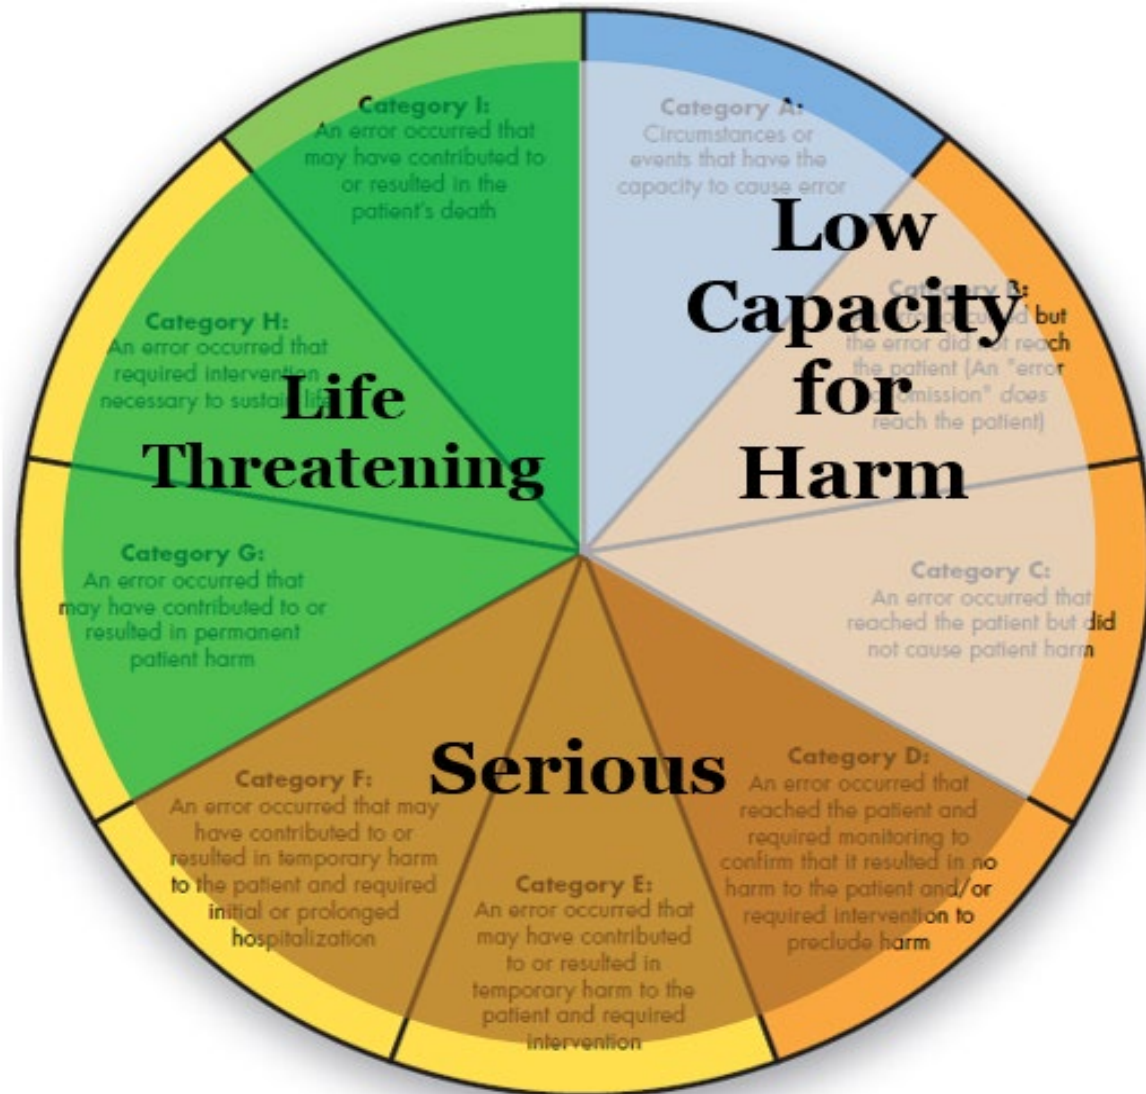 Category A:
Circumstances or
events that have the
capacity to cause error
Low
Capacity
for
Harm
Category B:
but
the error did not reach
the patient (An "error
omission" does
reach the patient)
Category C:
An error occurred that
reached the patient but did
not cause patient harm
Category D:
An error occurred that
reached the patient and
required monitoring to
confirm that it resulted in no
harm to the patient and/or
required intervention to
preclude harm
Serious
Category E:
An error occurred that
may have contributed
to or resulted in
temporary harm to the
patient and required
intervention
Category F:
An error occurred that may
have contributed to or
resulted in temporary harm
to the patient and required
initial or prolonged
hospitalization
Category G:
An error occurred that
may have contributed to or
resulted in permanent
patient harm
Life
Threatening
Category H:
An error occurred that
required intervention
necessary to sustain life
Category I:
An error occurred that
may have contributed to
or resulted in the
patient's death